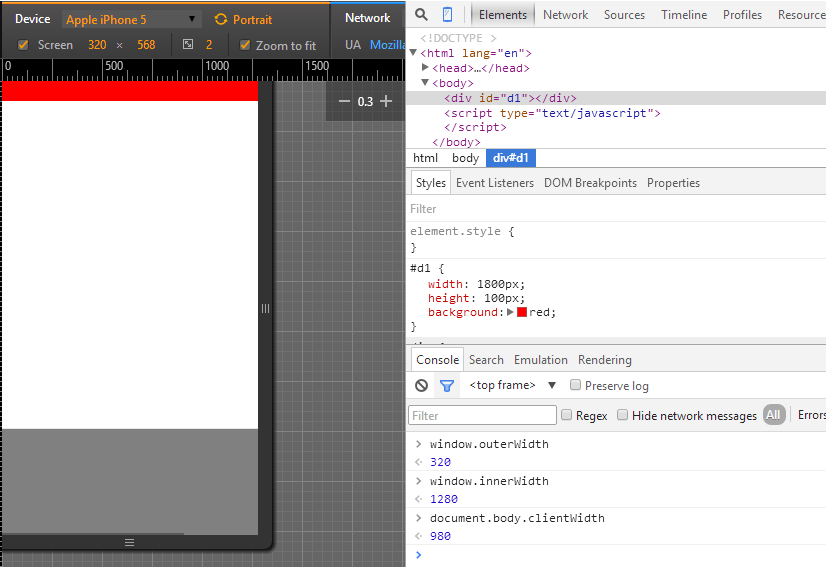 Device Apple iPhone 5 ▼ Portrait
Screen 320 × 568 2 Zoom to fit
0 500 1000 1500
0.3
Network
UA Mozilla
Elements Network Sources Timeline Profiles Resource
<!DOCTYPE >
▼<html lang="en">
▶<head>…</head>
▼<body>
<div id="d1"></div>
<script type="text/javascript">
</script>
</body>
html body div#d1
Styles Event Listeners DOM Breakpoints Properties
Filter
element.style {
}
#d1 {
width: 1800px;
height: 100px;
background:▶ red;
}
Console Search Emulation Rendering
<top frame> ▼ Preserve log
Filter Regex Hide network messages All Errors
> window.outerWidth
320
> window.innerWidth
1280
> document.body.clientWidth
980
>